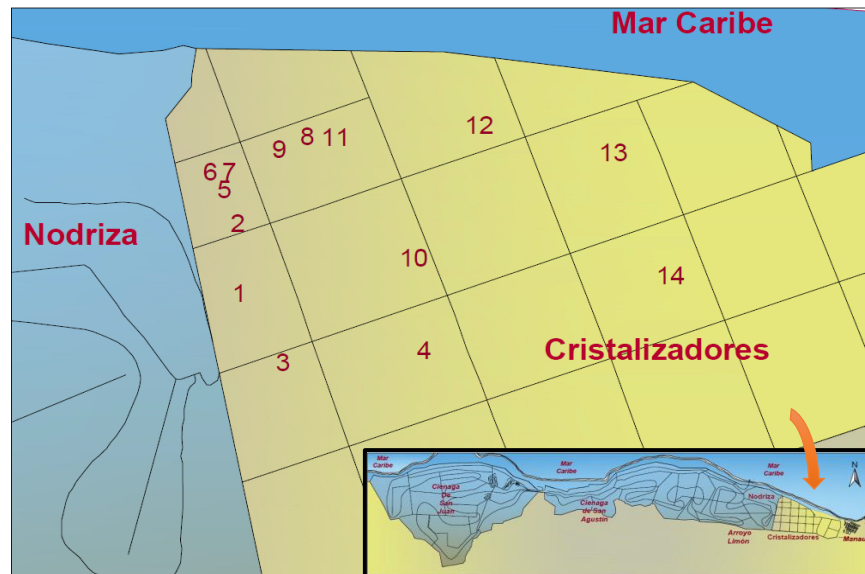 Mar Caribe
12
8
11
9
13
6
7
5
2
Nodriza
10
14
1
Cristalizadores
4
3
Mar
Caribe
Mar
Caribe
Mar
Caribe
N
Cienaga
De
San
Juan
Cienaga
de San
Agustín
Nodriza
Arroyo
Limón
Cristalizadores